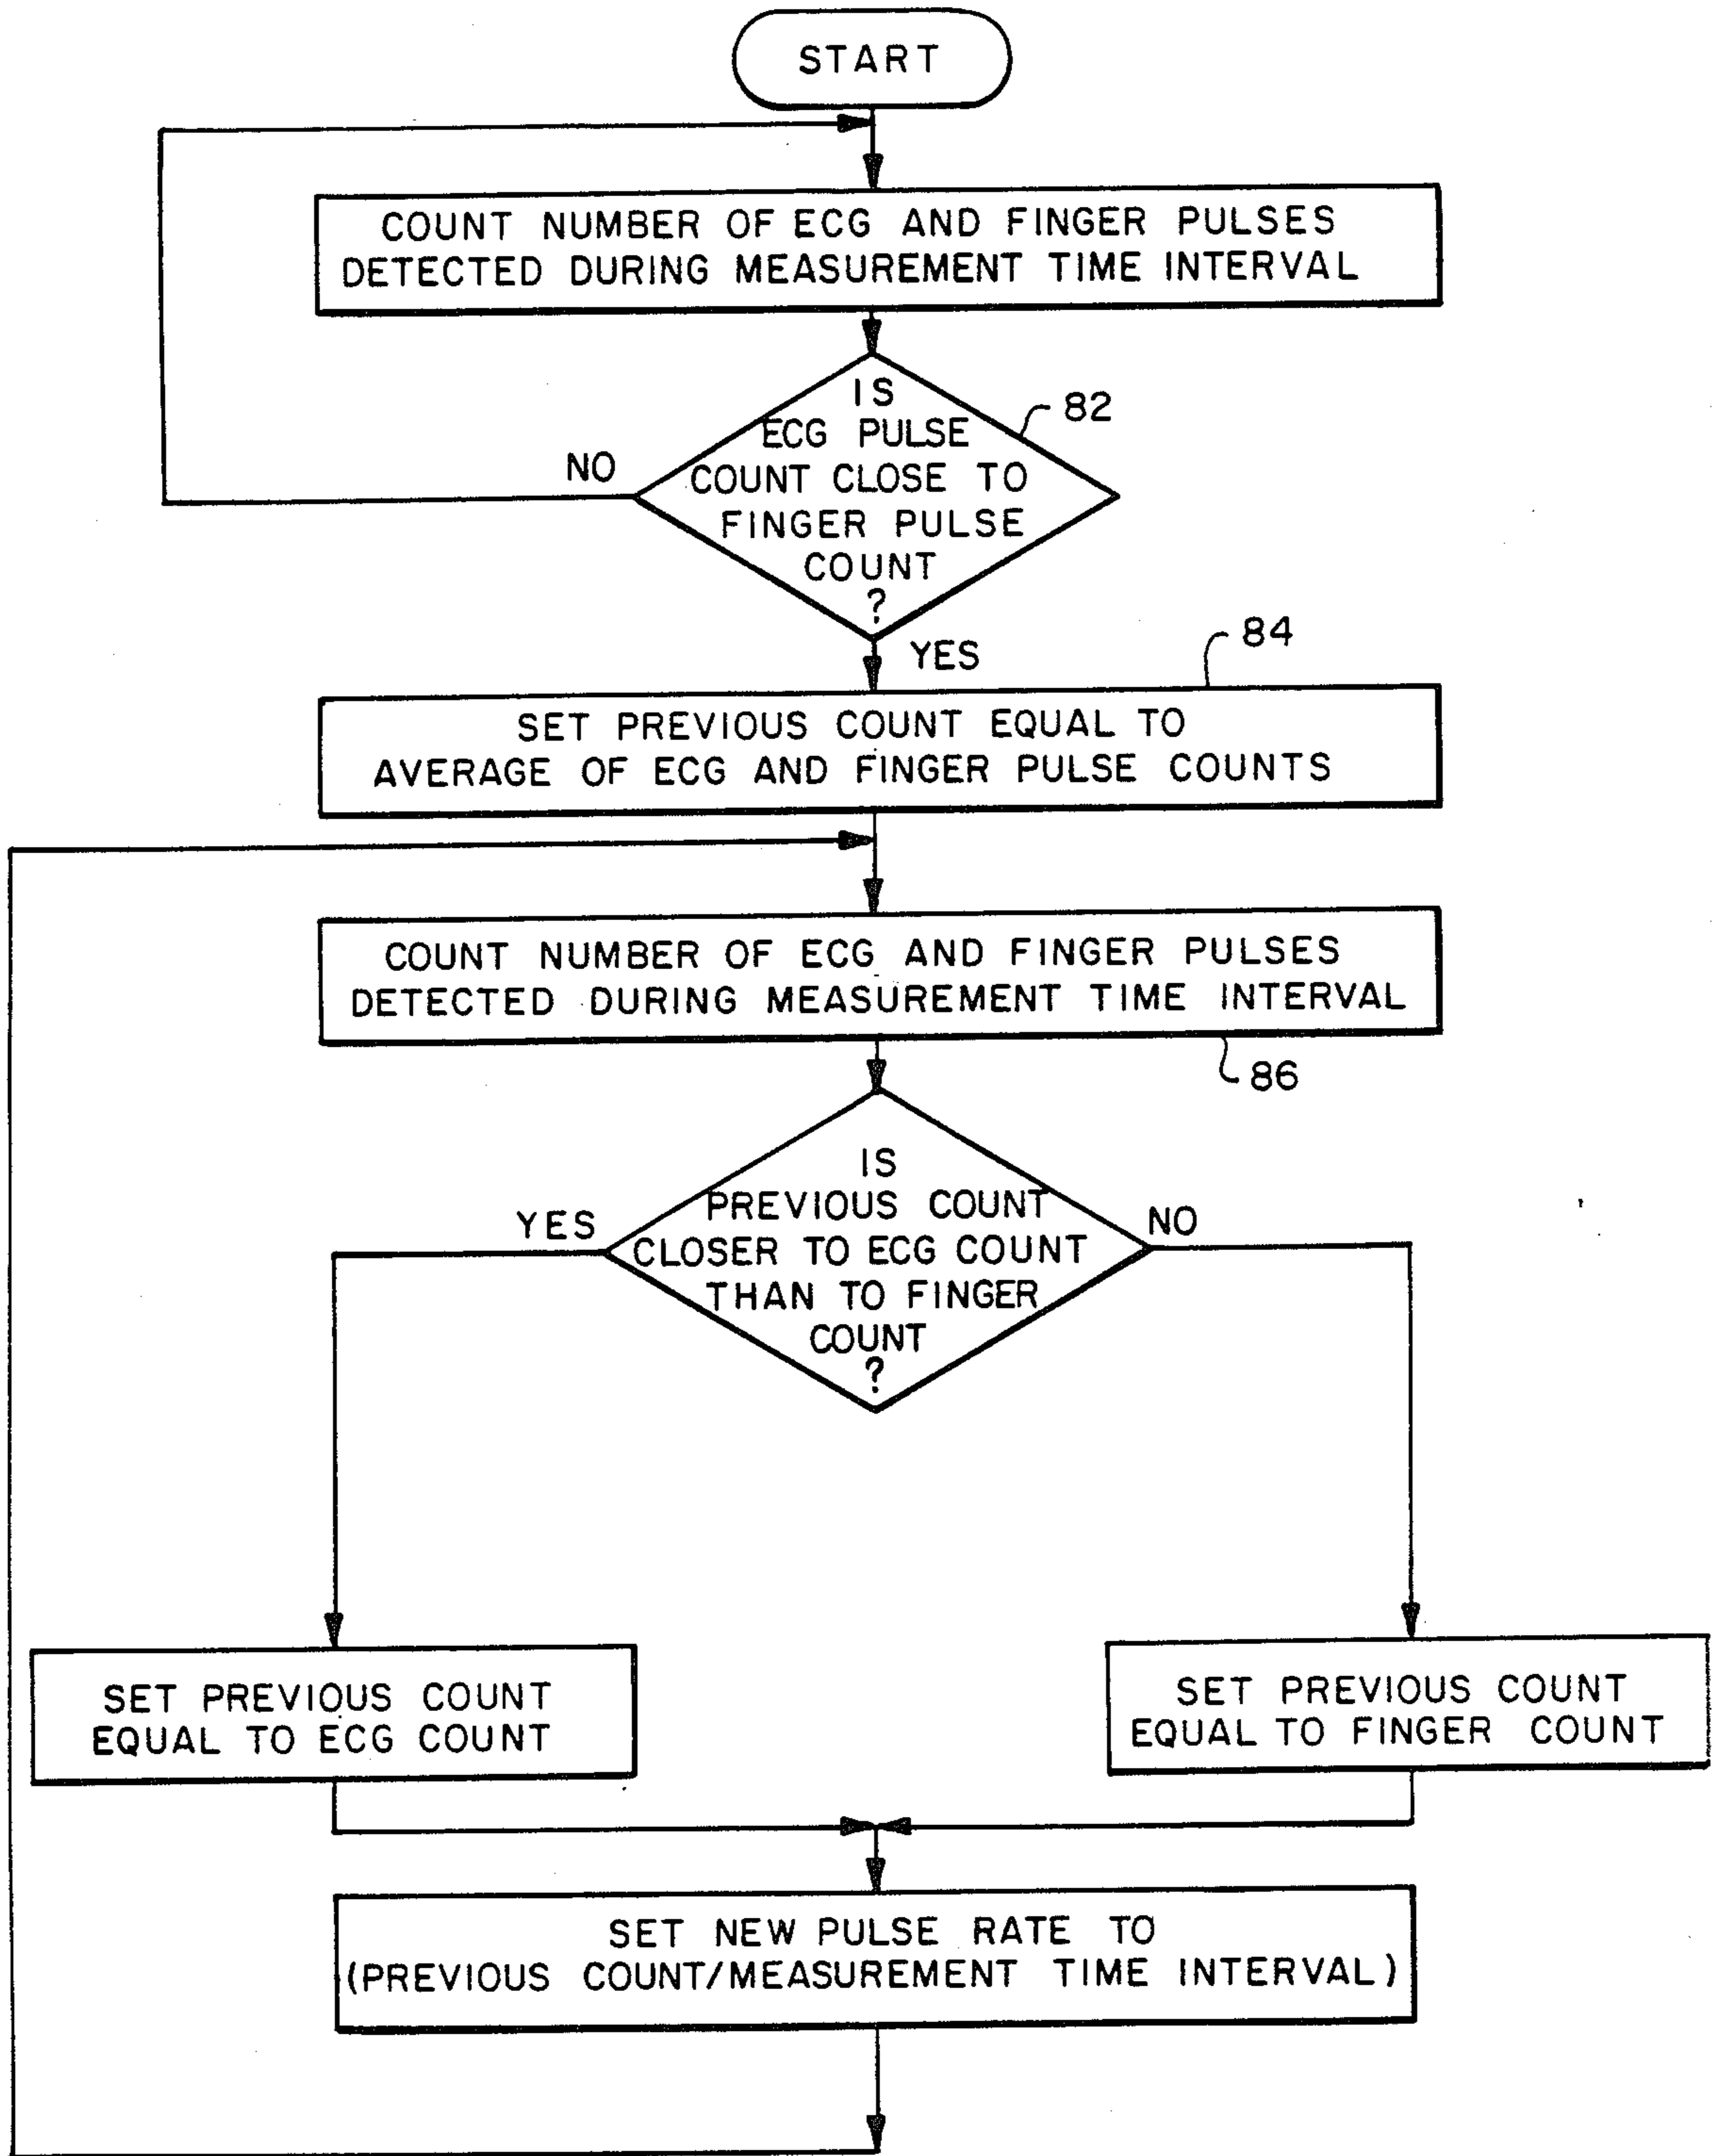 START
COUNT NUMBER OF ECG AND FINGER PULSES
DETECTED DURING MEASUREMENT TIME INTERVAL
IS
ECG PULSE
COUNT CLOSE TO
FINGER PULSE
COUNT
?
82
NO
YES
84
SET PREVIOUS COUNT EQUAL TO
AVERAGE OF ECG AND FINGER PULSE COUNTS
COUNT NUMBER OF ECG AND FINGER PULSES
DETECTED DURING MEASUREMENT TIME INTERVAL
86
IS
PREVIOUS COUNT
CLOSER TO ECG COUNT
THAN TO FINGER
COUNT
?
YES
NO
SET PREVIOUS COUNT
EQUAL TO ECG COUNT
SET PREVIOUS COUNT
EQUAL TO FINGER COUNT
SET NEW PULSE RATE TO
(PREVIOUS COUNT/MEASUREMENT TIME INTERVAL)